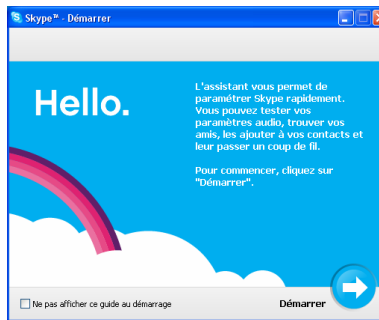 Skype™ - Démarrer
Hello.
L'assistant vous permet de
paramétrer Skype rapidement.
Vous pouvez tester vos
paramètres audio, trouver vos
amis, les ajouter à vos contacts et
leur passer un coup de fil.
Pour commencer, cliquez sur
"Démarrer".
Ne pas afficher ce guide au démarrage
Démarrer